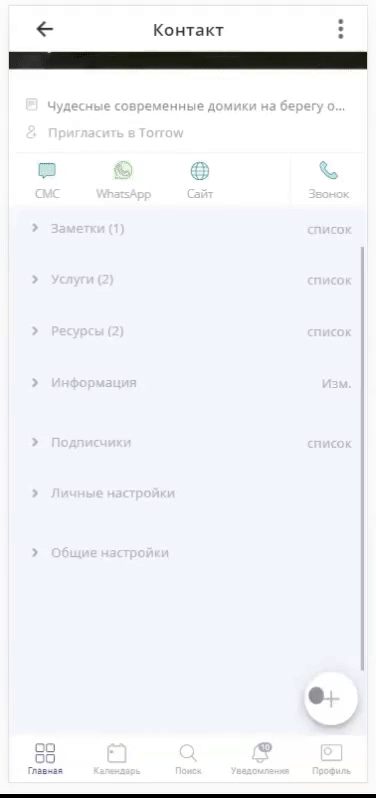 Контакт
Чудесные современные домики на берегу о...
Пригласить в Torrow
СМС WhatsApp Сайт Звонок
Заметки (1) список
Услуги (2) список
Ресурсы (2) список
Информация Изм.
Подписчики список
Личные настройки
Общие настройки
10
Главная Календарь Поиск Уведомления Профиль